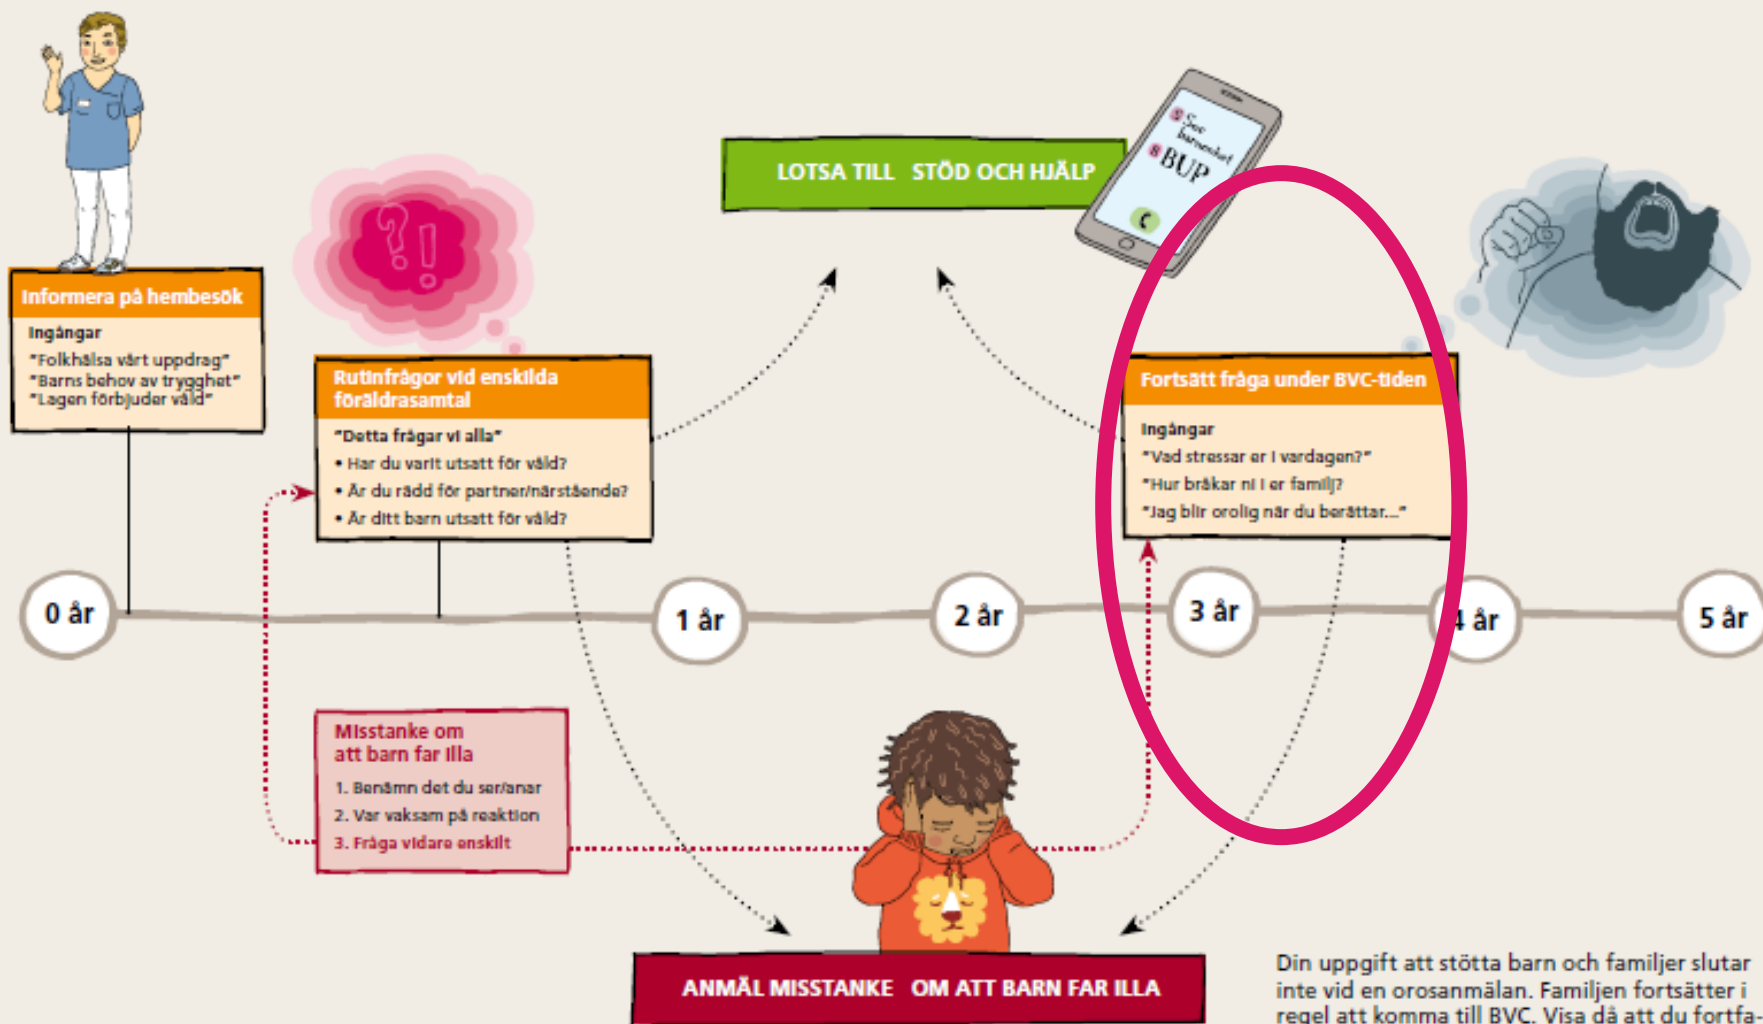 Soc
barnenhet
BUP
LOTSA TILL STÖD OCH HJÄLP
Informera på hembesök
Ingångar
"Folkhälsa vårt uppdrag"
"Barns behov av trygghet"
"Lagen förbjuder våld"
?!
Rutinfrågor vid enskilda
föräldrasamtal
"Detta frågar vi alla"
• Har du varit utsatt för våld?
• Är du rädd för partner/närstående?
• Är ditt barn utsatt för våld?
Fortsätt fråga under BVC-tiden
Ingångar
"Vad stressar er i vardagen?"
"Hur bråkar ni i er familj?
"Jag blir orolig när du berättar..."
0 år
1 år
2 år
3 år
4 år
5 år
Misstanke om
att barn far illa
1. Benämn det du ser/anar
2. Var vaksam på reaktion
3. Fråga vidare enskilt
ANMÄL MISSTANKE OM ATT BARN FAR ILLA
Din uppgift att stötta barn och familjer slutar
inte vid en orosanmälan. Familjen fortsätter i
regel att komma till BVC. Visa då att du fortfa-